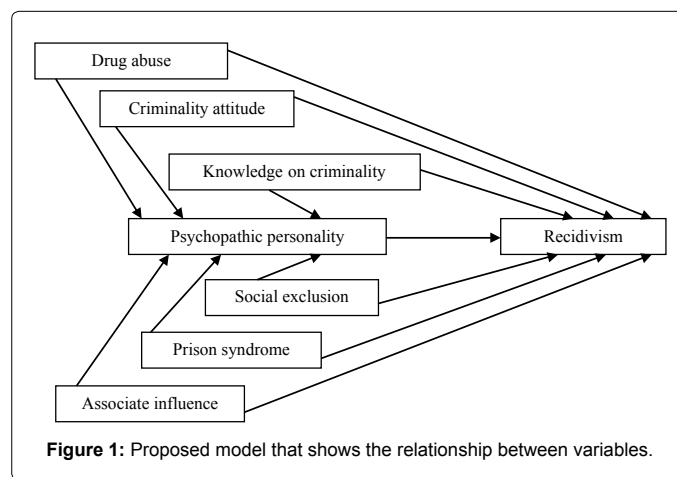 Drug abuse
Criminality attitude
Knowledge on criminality
Psychopathic personality
Recidivism
Social exclusion
Prison syndrome
Associate influence
Figure 1: Proposed model that shows the relationship between variables.